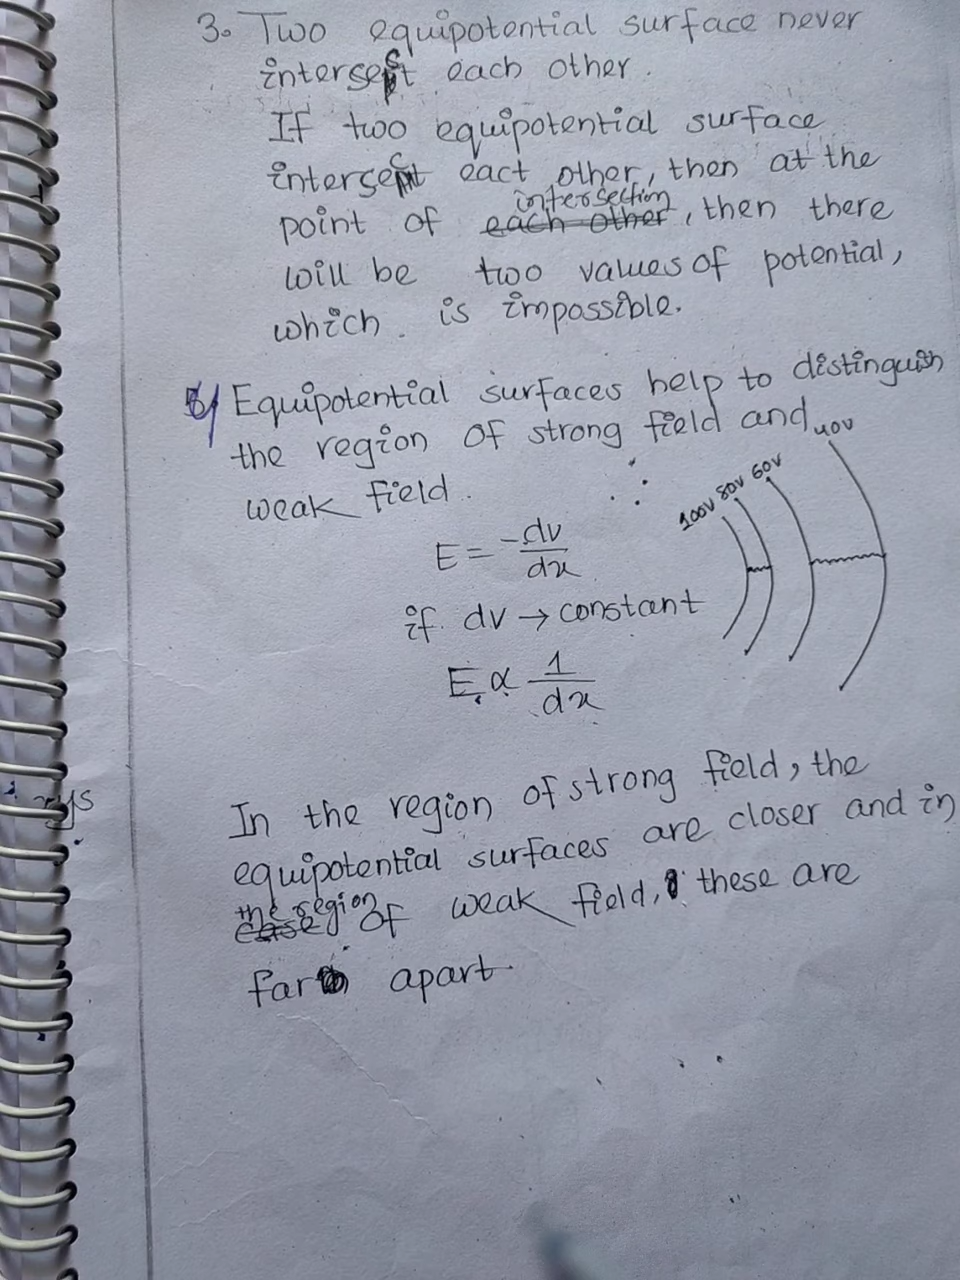 3. Two equipotential surface never
intersect each other.
If two equipotential surface
intersect eact other, then at the
intersection
point of each other, then there
will be two values of potential,
which is impossible.
Equipotential surfaces help to distinguish
the region of strong field and
weak field.
100V 80V 60V 40V
E = -dv/dx
if dv → constant
E ∝ 1/dx
In the region of strong field, the
equipotential surfaces are closer and in
the region
case of weak field, these are
far apart